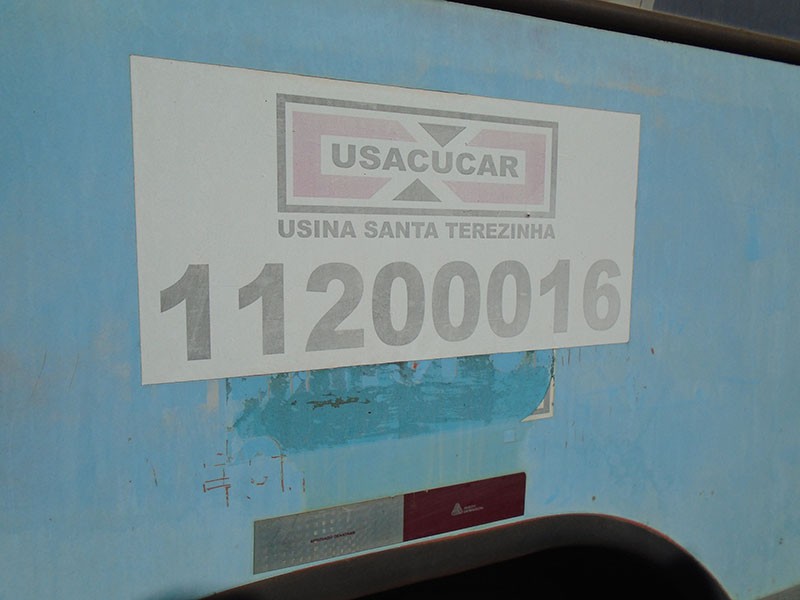 USACUCAR
USINA SANTA TEREZINHA
11200016